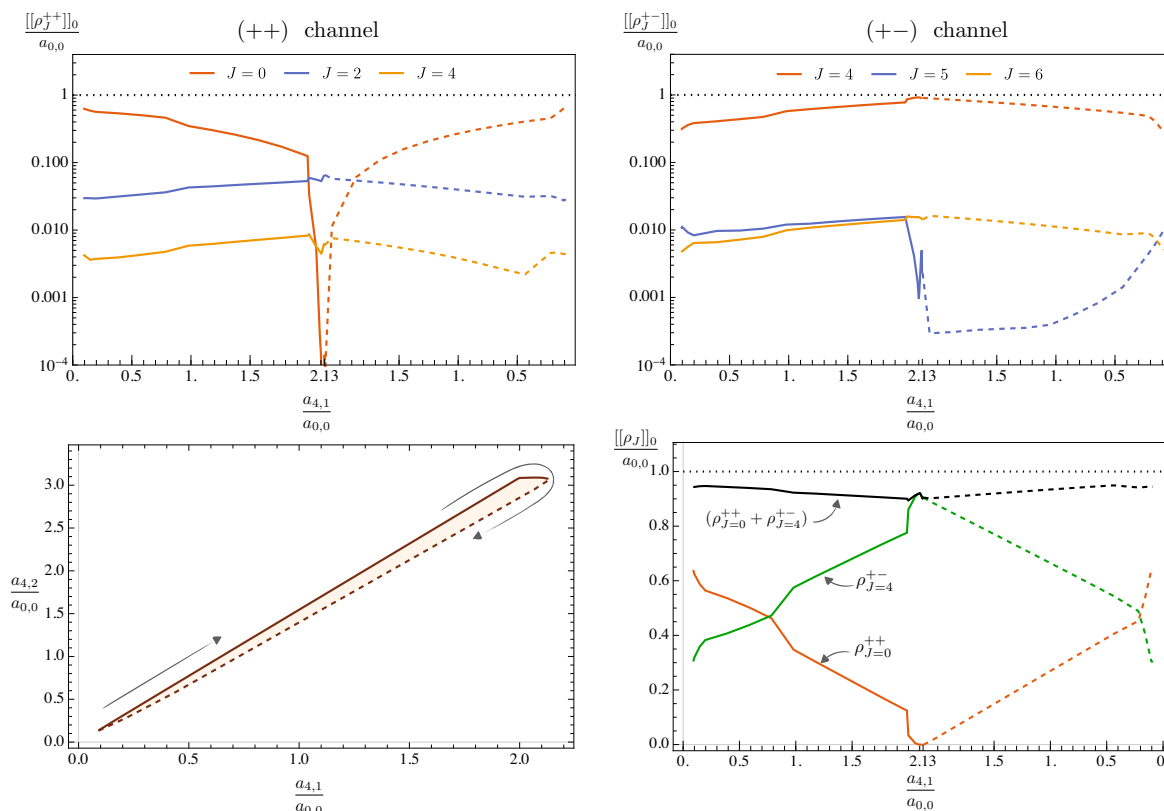 [[ρ_J^{++}]]_0 / a_{0,0}
(++) channel
J = 0 J = 2 J = 4
1
0.100
0.010
0.001
10^{-4}
0. 0.5 1. 1.5 2.13 1.5 1. 0.5
a_{4,1} / a_{0,0}
[[ρ_J^{+-}]]_0 / a_{0,0}
(+−) channel
J = 4 J = 5 J = 6
1
0.100
0.010
0.001
10^{-4}
0. 0.5 1. 1.5 2.13 1.5 1. 0.5 0.
a_{4,1} / a_{0,0}
a_{4,2} / a_{0,0}
3.0
2.5
2.0
1.5
1.0
0.5
0.0
0.0 0.5 1.0 1.5 2.0
a_{4,1} / a_{0,0}
[[ρ_J]]_0 / a_{0,0}
1.0
0.8
0.6
0.4
0.2
0.0
(ρ_{J=0}^{++} + ρ_{J=4}^{+-})
ρ_{J=4}^{+-}
ρ_{J=0}^{++}
0. 0.5 1. 1.5 2.13 1.5 1. 0.5 0.
a_{4,1} / a_{0,0}